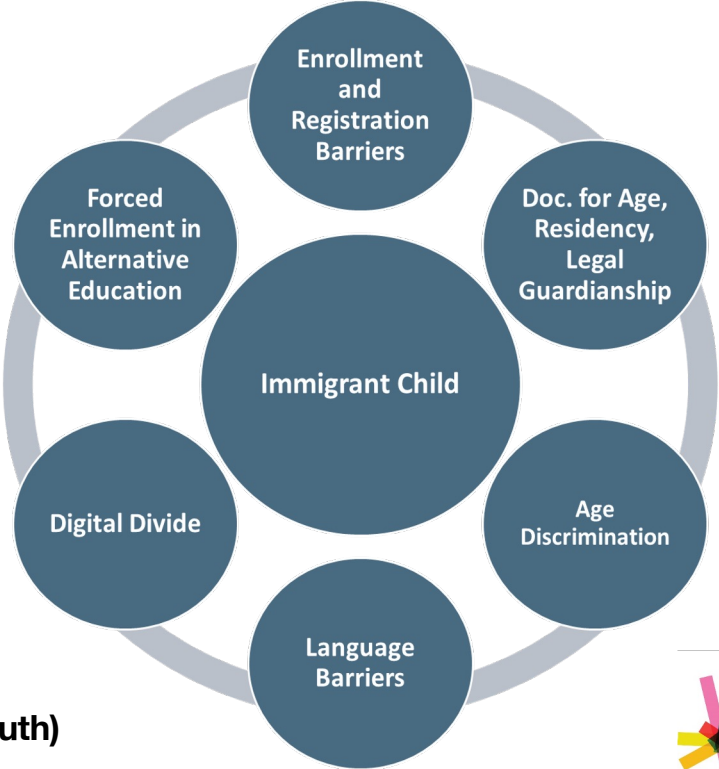 Enrollment
and
Registration
Barriers
Doc. for Age,
Residency,
Legal
Guardianship
Age
Discrimination
Language
Barriers
Digital Divide
Forced
Enrollment in
Alternative
Education
Immigrant Child
uth)